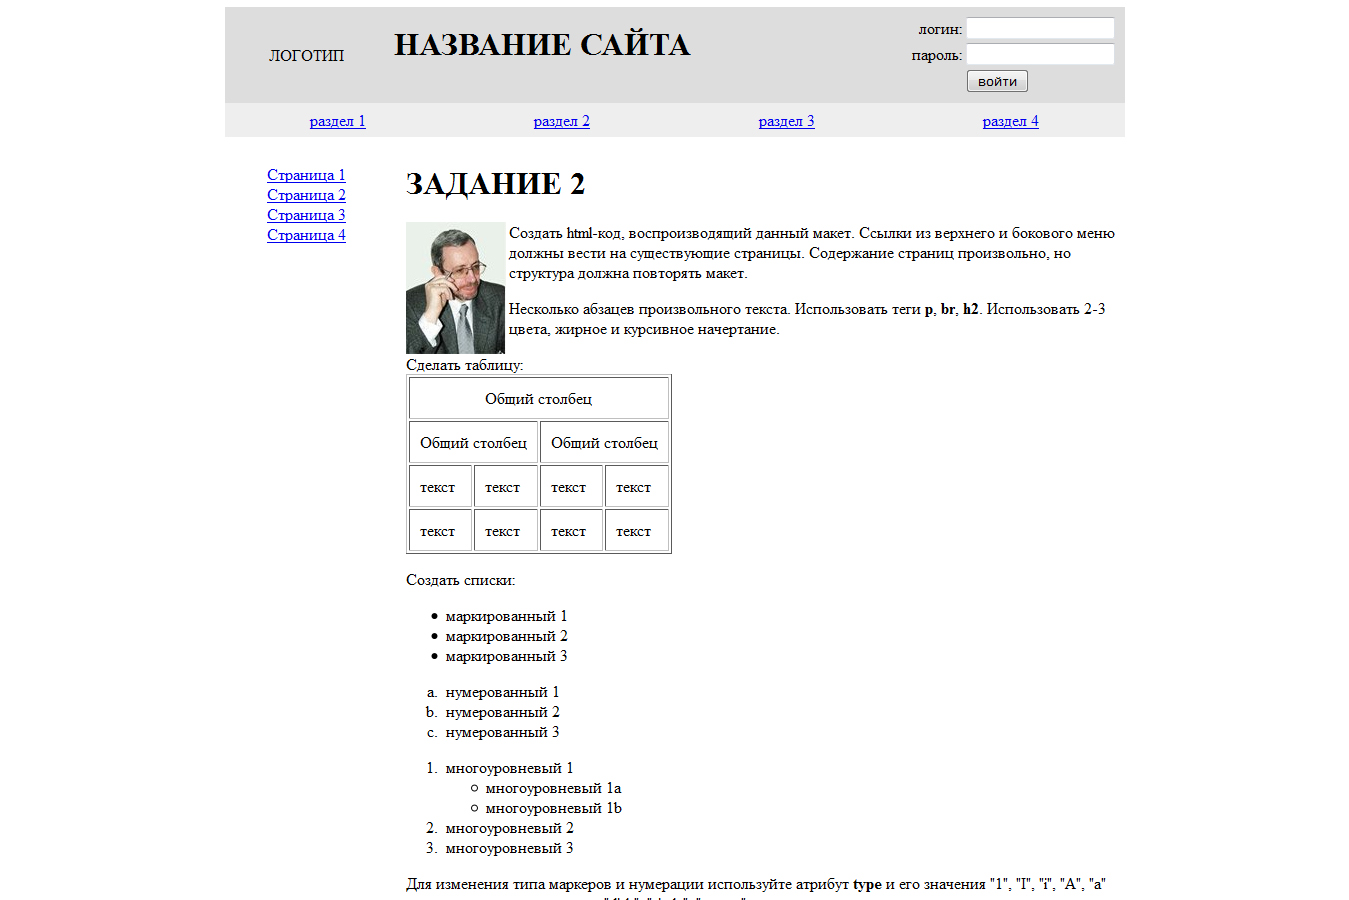 ЛОГОТИП
НАЗВАНИЕ САЙТА
логин:
пароль:
войти
раздел 1 раздел 2 раздел 3 раздел 4
Страница 1
Страница 2
Страница 3
Страница 4
ЗАДАНИЕ 2
Создать html-код, воспроизводящий данный макет. Ссылки из верхнего и бокового меню
должны вести на существующие страницы. Содержание страниц произвольно, но
структура должна повторять макет.
Несколько абзацев произвольного текста. Использовать теги p, br, h2. Использовать 2-3
цвета, жирное и курсивное начертание.
Сделать таблицу:
Общий столбец
Общий столбец Общий столбец
текст текст текст текст
текст текст текст текст
Создать списки:
• маркированный 1
• маркированный 2
• маркированный 3
a. нумерованный 1
b. нумерованный 2
c. нумерованный 3
1. многоуровневый 1
○ многоуровневый 1a
○ многоуровневый 1b
2. многоуровневый 2
3. многоуровневый 3
Для изменения типа маркеров и нумерации используйте атрибут type и его значения "1", "I", "i", "A", "a"